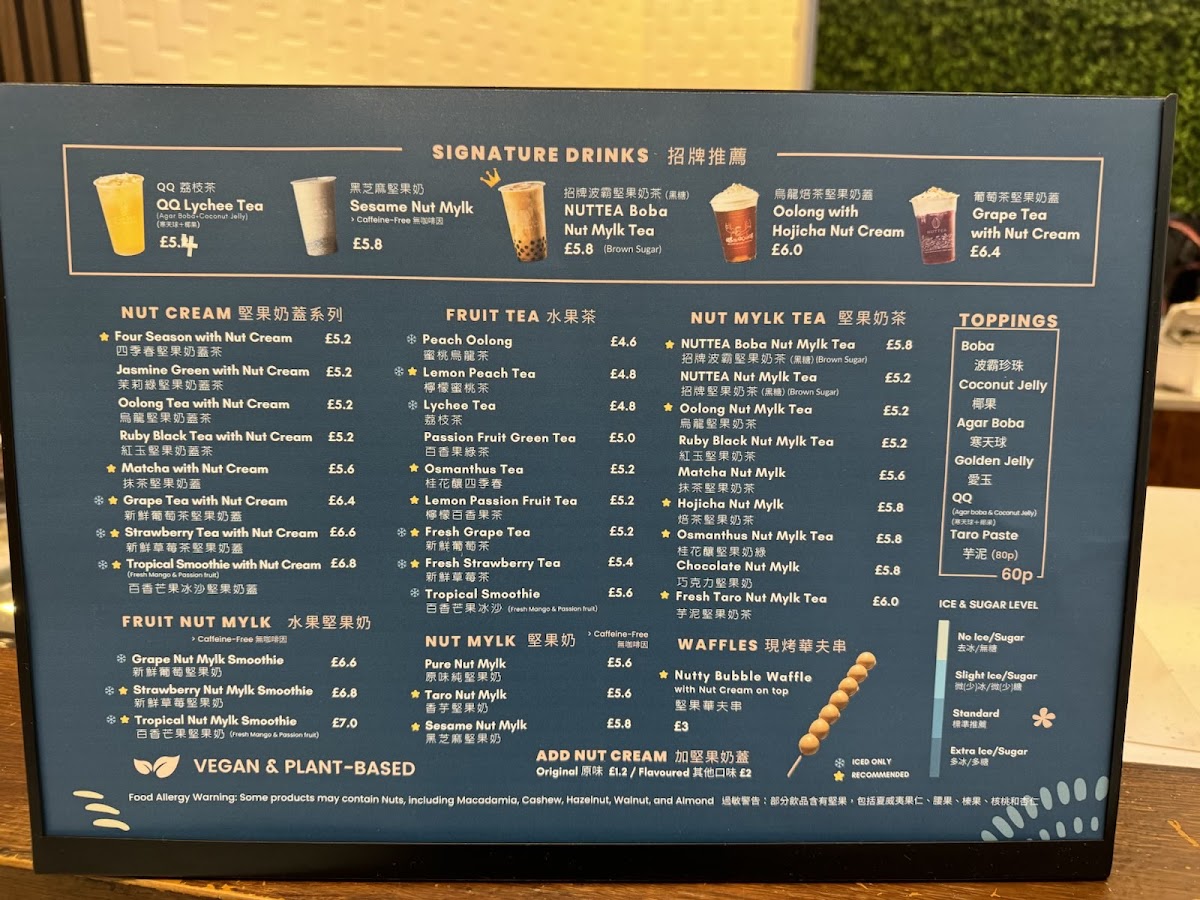 SIGNATURE DRINKS 招牌推薦
QQ 荔枝茶
QQ Lychee Tea
(Agar Boba+Coconut Jelly)
(寒天球+椰果)
£5.4
黑芝麻堅果奶
Sesame Nut Mylk
> Caffeine-Free 無咖啡因
£5.8
招牌波霸堅果奶茶 (黑糖)
NUTTEA Boba
Nut Mylk Tea
£5.8 (Brown Sugar)
烏龍焙茶堅果奶蓋
Oolong with
Hojicha Nut Cream
£6.0
葡萄茶堅果奶蓋
Grape Tea
with Nut Cream
£6.4
NUT CREAM 堅果奶蓋系列
Four Season with Nut Cream £5.2
四季春堅果奶蓋茶
Jasmine Green with Nut Cream £5.2
茉莉綠堅果奶蓋茶
Oolong Tea with Nut Cream £5.2
烏龍堅果奶蓋茶
Ruby Black Tea with Nut Cream £5.2
紅玉堅果奶蓋茶
Matcha with Nut Cream £5.6
抹茶堅果奶蓋
Grape Tea with Nut Cream £6.4
新鮮葡萄茶堅果奶蓋
Strawberry Tea with Nut Cream £6.6
新鮮草莓茶堅果奶蓋
Tropical Smoothie with Nut Cream £6.8
(Fresh Mango & Passion fruit)
百香芒果冰沙堅果奶蓋
FRUIT NUT MYLK 水果堅果奶
> Caffeine-Free 無咖啡因
Grape Nut Mylk Smoothie £6.6
新鮮葡萄堅果奶
Strawberry Nut Mylk Smoothie £6.8
新鮮草莓堅果奶
Tropical Nut Mylk Smoothie £7.0
百香芒果堅果奶 (Fresh Mango & Passion fruit)
FRUIT TEA 水果茶
Peach Oolong £4.6
蜜桃烏龍茶
Lemon Peach Tea £4.8
檸檬蜜桃茶
Lychee Tea £4.8
荔枝茶
Passion Fruit Green Tea £5.0
百香果綠茶
Osmanthus Tea £5.2
桂花釀四季春
Lemon Passion Fruit Tea £5.2
檸檬百香果茶
Fresh Grape Tea £5.2
新鮮葡萄茶
Fresh Strawberry Tea £5.4
新鮮草莓茶
Tropical Smoothie £5.6
百香芒果冰沙 (Fresh Mango & Passion fruit)
NUT MYLK 堅果奶
> Caffeine-Free
無咖啡因
Pure Nut Mylk £5.6
原味純堅果奶
Taro Nut Mylk £5.6
香芋堅果奶
Sesame Nut Mylk £5.8
黑芝麻堅果奶
NUT MYLK TEA 堅果奶茶
NUTTEA Boba Nut Mylk Tea £5.8
招牌波霸堅果奶茶 (黑糖) (Brown Sugar)
NUTTEA Nut Mylk Tea £5.2
招牌堅果奶茶 (黑糖) (Brown Sugar)
Oolong Nut Mylk Tea £5.2
烏龍堅果奶茶
Ruby Black Nut Mylk Tea £5.2
紅玉堅果奶茶
Matcha Nut Mylk £5.6
抹茶堅果奶茶
Hojicha Nut Mylk £5.8
焙茶堅果奶茶
Osmanthus Nut Mylk Tea £5.8
桂花釀堅果奶綠
Chocolate Nut Mylk £5.8
巧克力堅果奶
Fresh Taro Nut Mylk Tea £6.0
芋泥堅果奶茶
WAFFLES 現烤華夫串
Nutty Bubble Waffle
with Nut Cream on top
堅果華夫串
£3
TOPPINGS
Boba
波霸珍珠
Coconut Jelly
椰果
Agar Boba
寒天球
Golden Jelly
愛玉
QQ
(Agar boba & Coconut Jelly)
(寒天球+椰果)
Taro Paste
芋泥 (80p)
60p
ICE & SUGAR LEVEL
No Ice/Sugar
去冰/無糖
Slight Ice/Sugar
微(少)冰/微(少)糖
Standard
標準推薦
Extra Ice/Sugar
多冰/多糖
ICED ONLY
RECOMMENDED
VEGAN & PLANT-BASED
ADD NUT CREAM 加堅果奶蓋
Original 原味 £1.2 / Flavoured 其他口味 £2
Food Allergy Warning: Some products may contain Nuts, including Macadamia, Cashew, Hazelnut, Walnut, and Almond 過敏警告：部分飲品含有堅果，包括夏威夷果仁、腰果、榛果、核桃和杏仁